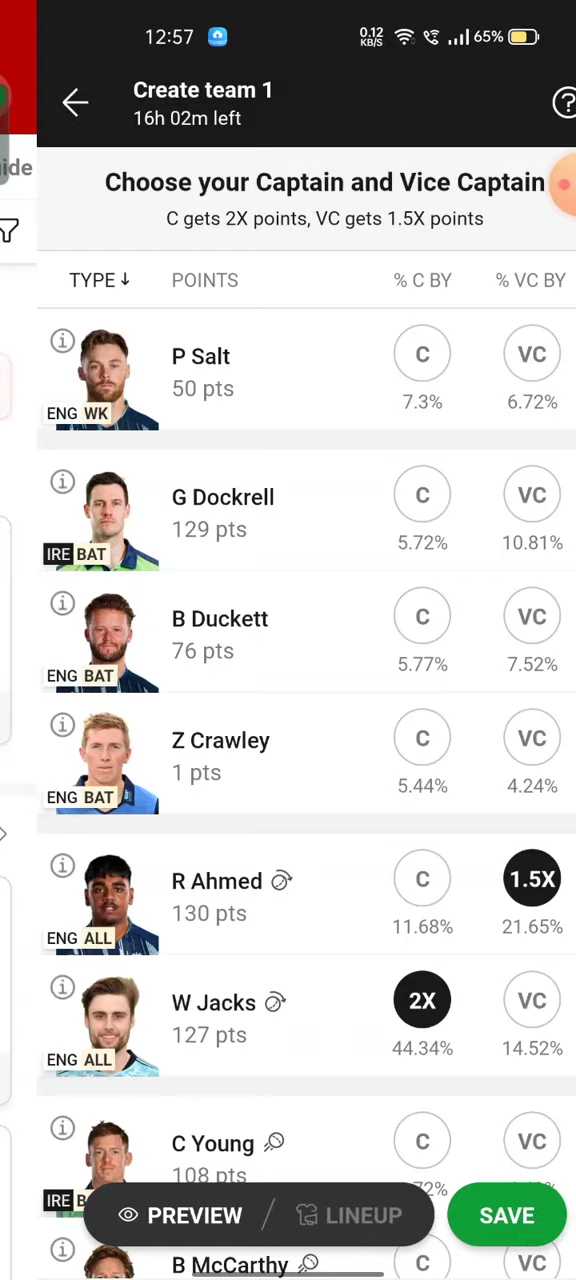 12:57 0.12 KB/S 65%
Create team 1
16h 02m left
ide
Choose your Captain and Vice Captain
C gets 2X points, VC gets 1.5X points
TYPE↓ POINTS % C BY % VC BY
P Salt
50 pts
C VC
7.3% 6.72%
ENG WK
G Dockrell
129 pts
C VC
5.72% 10.81%
IRE BAT
B Duckett
76 pts
C VC
5.77% 7.52%
ENG BAT
Z Crawley
1 pts
C VC
5.44% 4.24%
ENG BAT
R Ahmed
130 pts
C 1.5X
11.68% 21.65%
ENG ALL
W Jacks
127 pts
2X VC
44.34% 14.52%
ENG ALL
C Young
108 pts
C VC
IRE
PREVIEW / LINEUP SAVE
B McCarthy
C VC